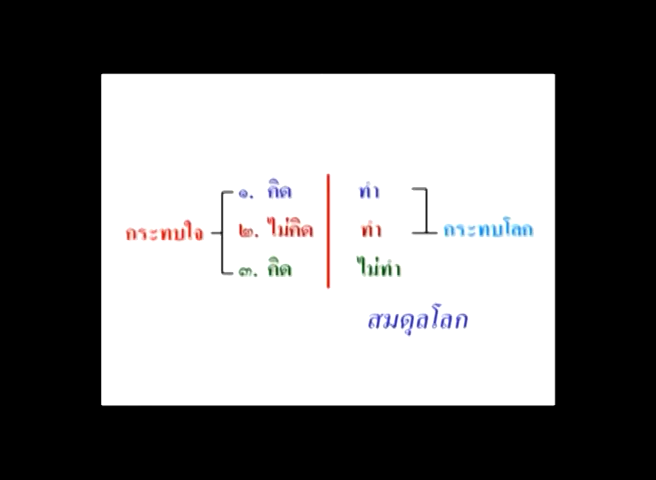 ๑. คิด ทำ
กระทบใจ ๒. ไม่คิด ทำ กระทบโลก
๓. คิด ไม่ทำ
สมดุลโลก